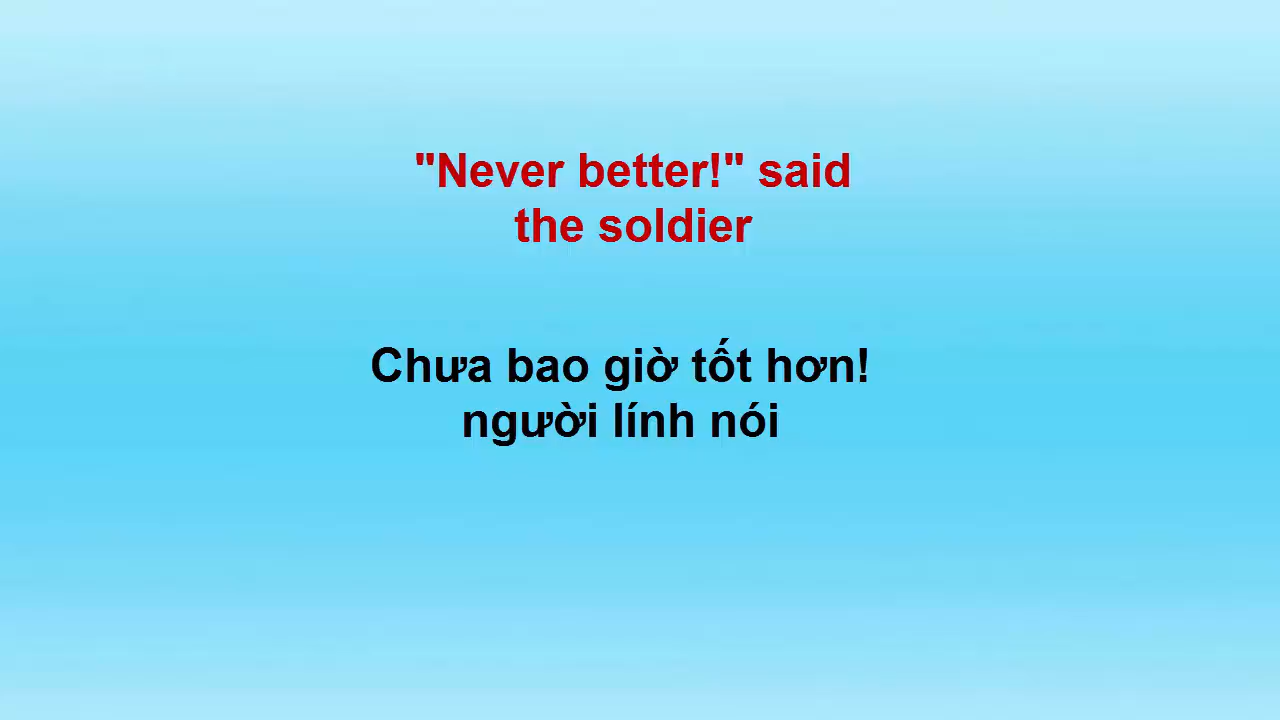 "Never better!" said
the soldier
Chưa bao giờ tốt hơn!
người lính nói